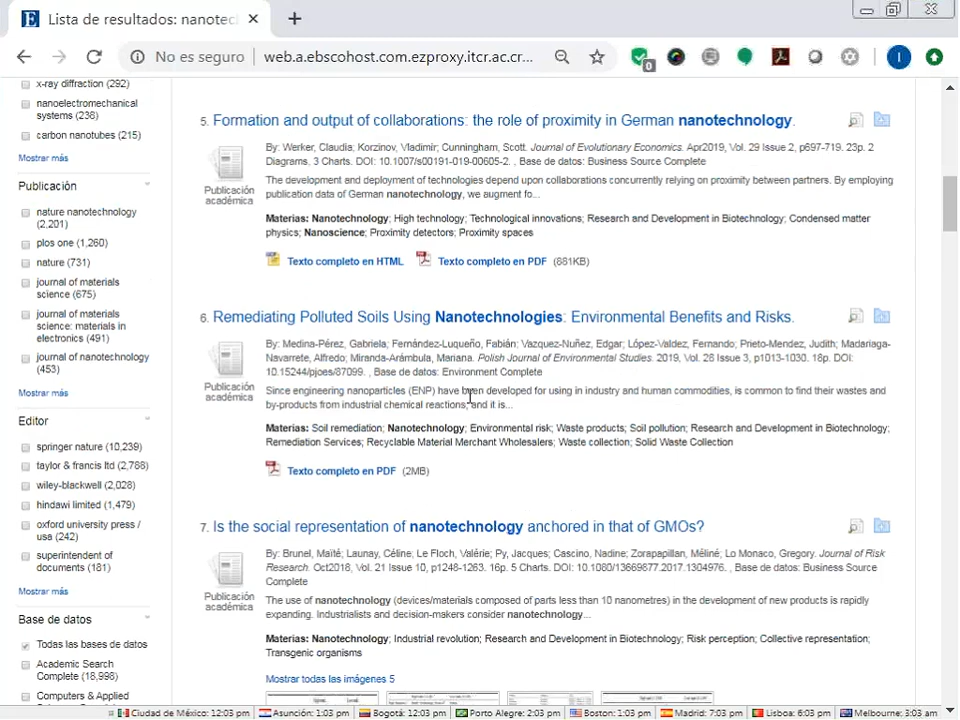 Lista de resultados: nanotecl
No es seguro
web.a.ebscohost.com.ezproxy.itcr.ac.cr...
0
I
x-ray diffraction (292)
nanoelectromechanical
systems (238)
carbon nanotubes (215)
Mostrar más
Publicación
nature nanotechnology
(2,201)
plos one (1,260)
nature (731)
journal of materials
science (675)
journal of materials
science: materials in
electronics (491)
journal of nanotechnology
(453)
Mostrar más
Editor
springer nature (10,239)
taylor & francis ltd (2,788)
wiley-blackwell (2,028)
hindawi limited (1,479)
oxford university press /
usa (242)
superintendent of
documents (181)
Mostrar más
Base de datos
Todas las bases de datos
Academic Search
Complete (18,998)
Computers & Applied
5. Formation and output of collaborations: the role of proximity in German nanotechnology.
Publicación
académica
By: Werker, Claudia; Korzinov, Vladimir; Cunningham, Scott. Journal of Evolutionary Economics. Apr2019, Vol. 29 Issue 2, p697-719. 23p. 2
Diagrams, 3 Charts. DOI: 10.1007/s00191-019-00605-2. , Base de datos: Business Source Complete
The development and deployment of technologies depend upon collaborations concurrently relying on proximity between partners. By employing
publication data of German nanotechnology, we augment fo...
Materias: Nanotechnology; High technology; Technological innovations; Research and Development in Biotechnology; Condensed matter
physics; Nanoscience; Proximity detectors; Proximity spaces
Texto completo en HTML Texto completo en PDF (881KB)
6. Remediating Polluted Soils Using Nanotechnologies: Environmental Benefits and Risks.
Publicación
académica
By: Medina-Pérez, Gabriela; Fernández-Luqueño, Fabián; Vazquez-Nuñez, Edgar; López-Valdez, Fernando; Prieto-Mendez, Judith; Madariaga-
Navarrete, Alfredo; Miranda-Arámbula, Mariana. Polish Journal of Environmental Studies. 2019, Vol. 28 Issue 3, p1013-1030. 18p. DOI:
10.15244/pjoes/87099. , Base de datos: Environment Complete
Since engineering nanoparticles (ENP) have been developed for using in industry and human commodities, is common to find their wastes and
by-products from industrial chemical reactions, and it is...
Materias: Soil remediation; Nanotechnology; Environmental risk; Waste products; Soil pollution; Research and Development in Biotechnology;
Remediation Services; Recyclable Material Merchant Wholesalers; Waste collection; Solid Waste Collection
Texto completo en PDF (2MB)
7. Is the social representation of nanotechnology anchored in that of GMOs?
Publicación
académica
By: Brunel, Maïté; Launay, Céline; Le Floch, Valérie; Py, Jacques; Cascino, Nadine; Zorapapillan, Méliné; Lo Monaco, Gregory. Journal of Risk
Research. Oct2018, Vol. 21 Issue 10, p1248-1263. 16p. 5 Charts. DOI: 10.1080/13669877.2017.1304976. , Base de datos: Business Source
Complete
The use of nanotechnology (devices/materials composed of parts less than 10 nanometres) in the development of new products is rapidly
expanding. Industrialists and decision-makers consider nanotechnology...
Materias: Nanotechnology; Industrial revolution; Research and Development in Biotechnology; Risk perception; Collective representation;
Transgenic organisms
Mostrar todas las imágenes 5
Ciudad de México: 12:03 pm Asunción: 1:03 pm Bogotá: 12:03 pm Porto Alegre: 2:03 pm Boston: 1:03 pm Madrid: 7:03 pm Lisboa: 6:03 pm Melbourne: 3:03 am